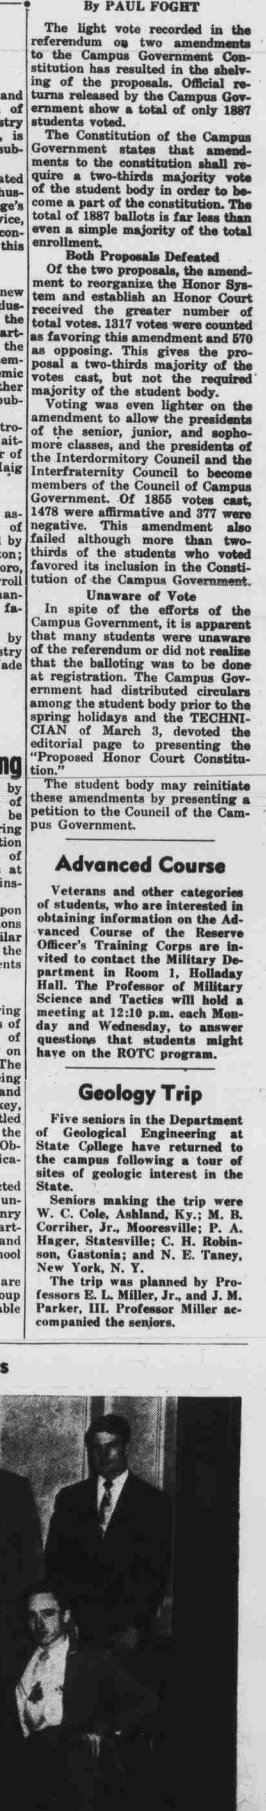 By PAUL FOGHT
The light vote recorded in the
referendum on two amendments
to the Campus Government Con-
stitution has resulted in the shelv-
ing of the proposals. Official re-
turns released by the Campus Gov-
ernment show a total of only 1887
students voted.
The Constitution of the Campus
Government states that amend-
ments to the constitution shall re-
quire a two-thirds majority vote
of the student body in order to be-
come a part of the constitution. The
total of 1887 ballots is far less than
even a simple majority of the total
enrollment.
Both Proposals Defeated
Of the two proposals, the amend-
ment to reorganize the Honor Sys-
tem and establish an Honor Court
received the greater number of
total votes. 1317 votes were counted
as favoring this amendment and 570
as opposing. This gives the pro-
posal a two-thirds majority of the
votes cast, but not the required
majority of the student body.
Voting was even lighter on the
amendment to allow the presidents
of the senior, junior, and sopho-
more classes, and the presidents of
the Interdormitory Council and the
Interfraternity Council to become
members of the Council of Campus
Government. Of 1855 votes cast,
1478 were affirmative and 377 were
negative. This amendment also
failed although more than two-
thirds of the students who voted
favored its inclusion in the Consti-
tution of the Campus Government.
Unaware of Vote
In spite of the efforts of the
Campus Government, it is apparent
that many students were unaware
of the referendum or did not realize
that the balloting was to be done
at registration. The Campus Gov-
ernment had distributed circulars
among the student body prior to the
spring holidays and the TECHNI-
CIAN of March 3, devoted the
editorial page to presenting the
"Proposed Honor Court Constitu-
tion."
The student body may reinitiate
these amendments by presenting a
petition to the Council of the Cam-
pus Government.
Advanced Course
Veterans and other categories
of students, who are interested in
obtaining information on the Ad-
vanced Course of the Reserve
Officer's Training Corps are in-
vited to contact the Military De-
partment in Room 1, Holladay
Hall. The Professor of Military
Science and Tactics will hold a
meeting at 12:10 p.m. each Mon-
day and Wednesday, to answer
questions that students might
have on the ROTC program.
Geology Trip
Five seniors in the Department
of Geological Engineering at
State College have returned to
the campus following a tour of
sites of geologic interest in the
State.
Seniors making the trip were
W. C. Cole, Ashland, Ky.; M. B.
Corriher, Jr., Mooresville; P. A.
Hager, Statesville; C. H. Robin-
son, Gastonia; and N. E. Taney,
New York, N. Y.
The trip was planned by Pro-
fessors E. L. Miller, Jr., and J. M.
Parker, III. Professor Miller ac-
companied the seniors.